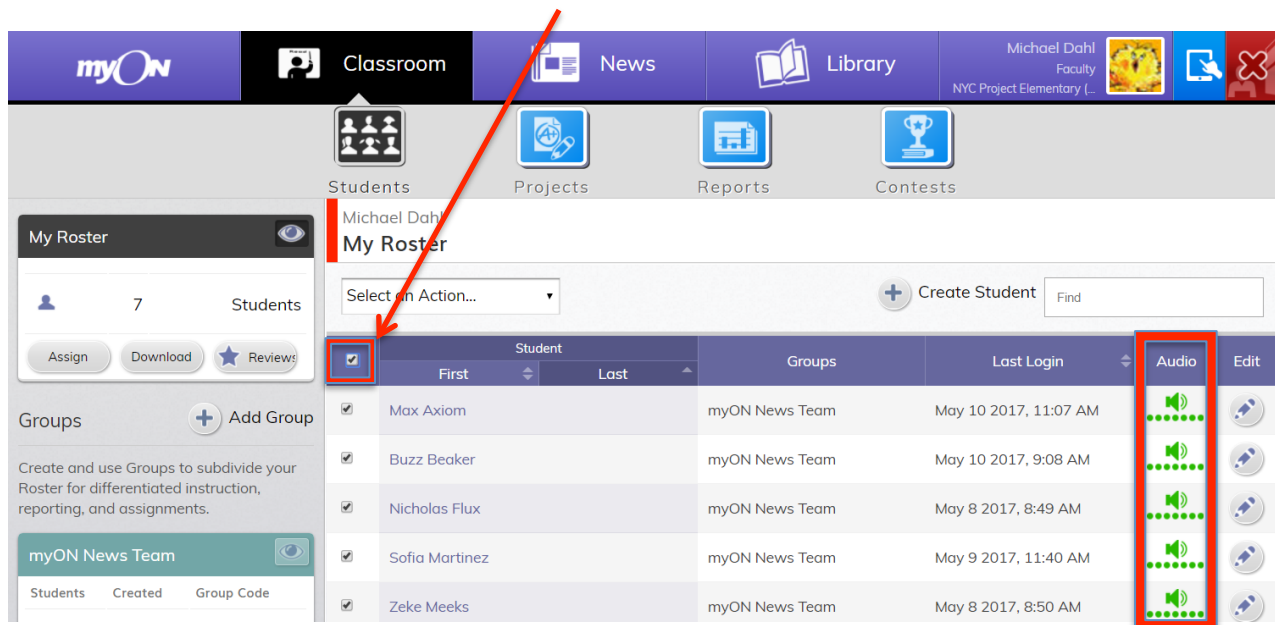 myON
Classroom
News
Library
Michael Dahl
Faculty
NYC Project Elementary (...
Students
Projects
Reports
Contests
My Roster
7 Students
Assign Download Reviews
Groups
Add Group
Create and use Groups to subdivide your
Roster for differentiated instruction,
reporting, and assignments.
myON News Team
Students Created Group Code
Michael Dahl
My Roster
Select an Action...
Create Student
Find
Student
First Last Groups Last Login Audio Edit
Max Axiom myON News Team May 10 2017, 11:07 AM
Buzz Beaker myON News Team May 10 2017, 9:08 AM
Nicholas Flux myON News Team May 8 2017, 8:49 AM
Sofia Martinez myON News Team May 9 2017, 11:40 AM
Zeke Meeks myON News Team May 8 2017, 8:50 AM